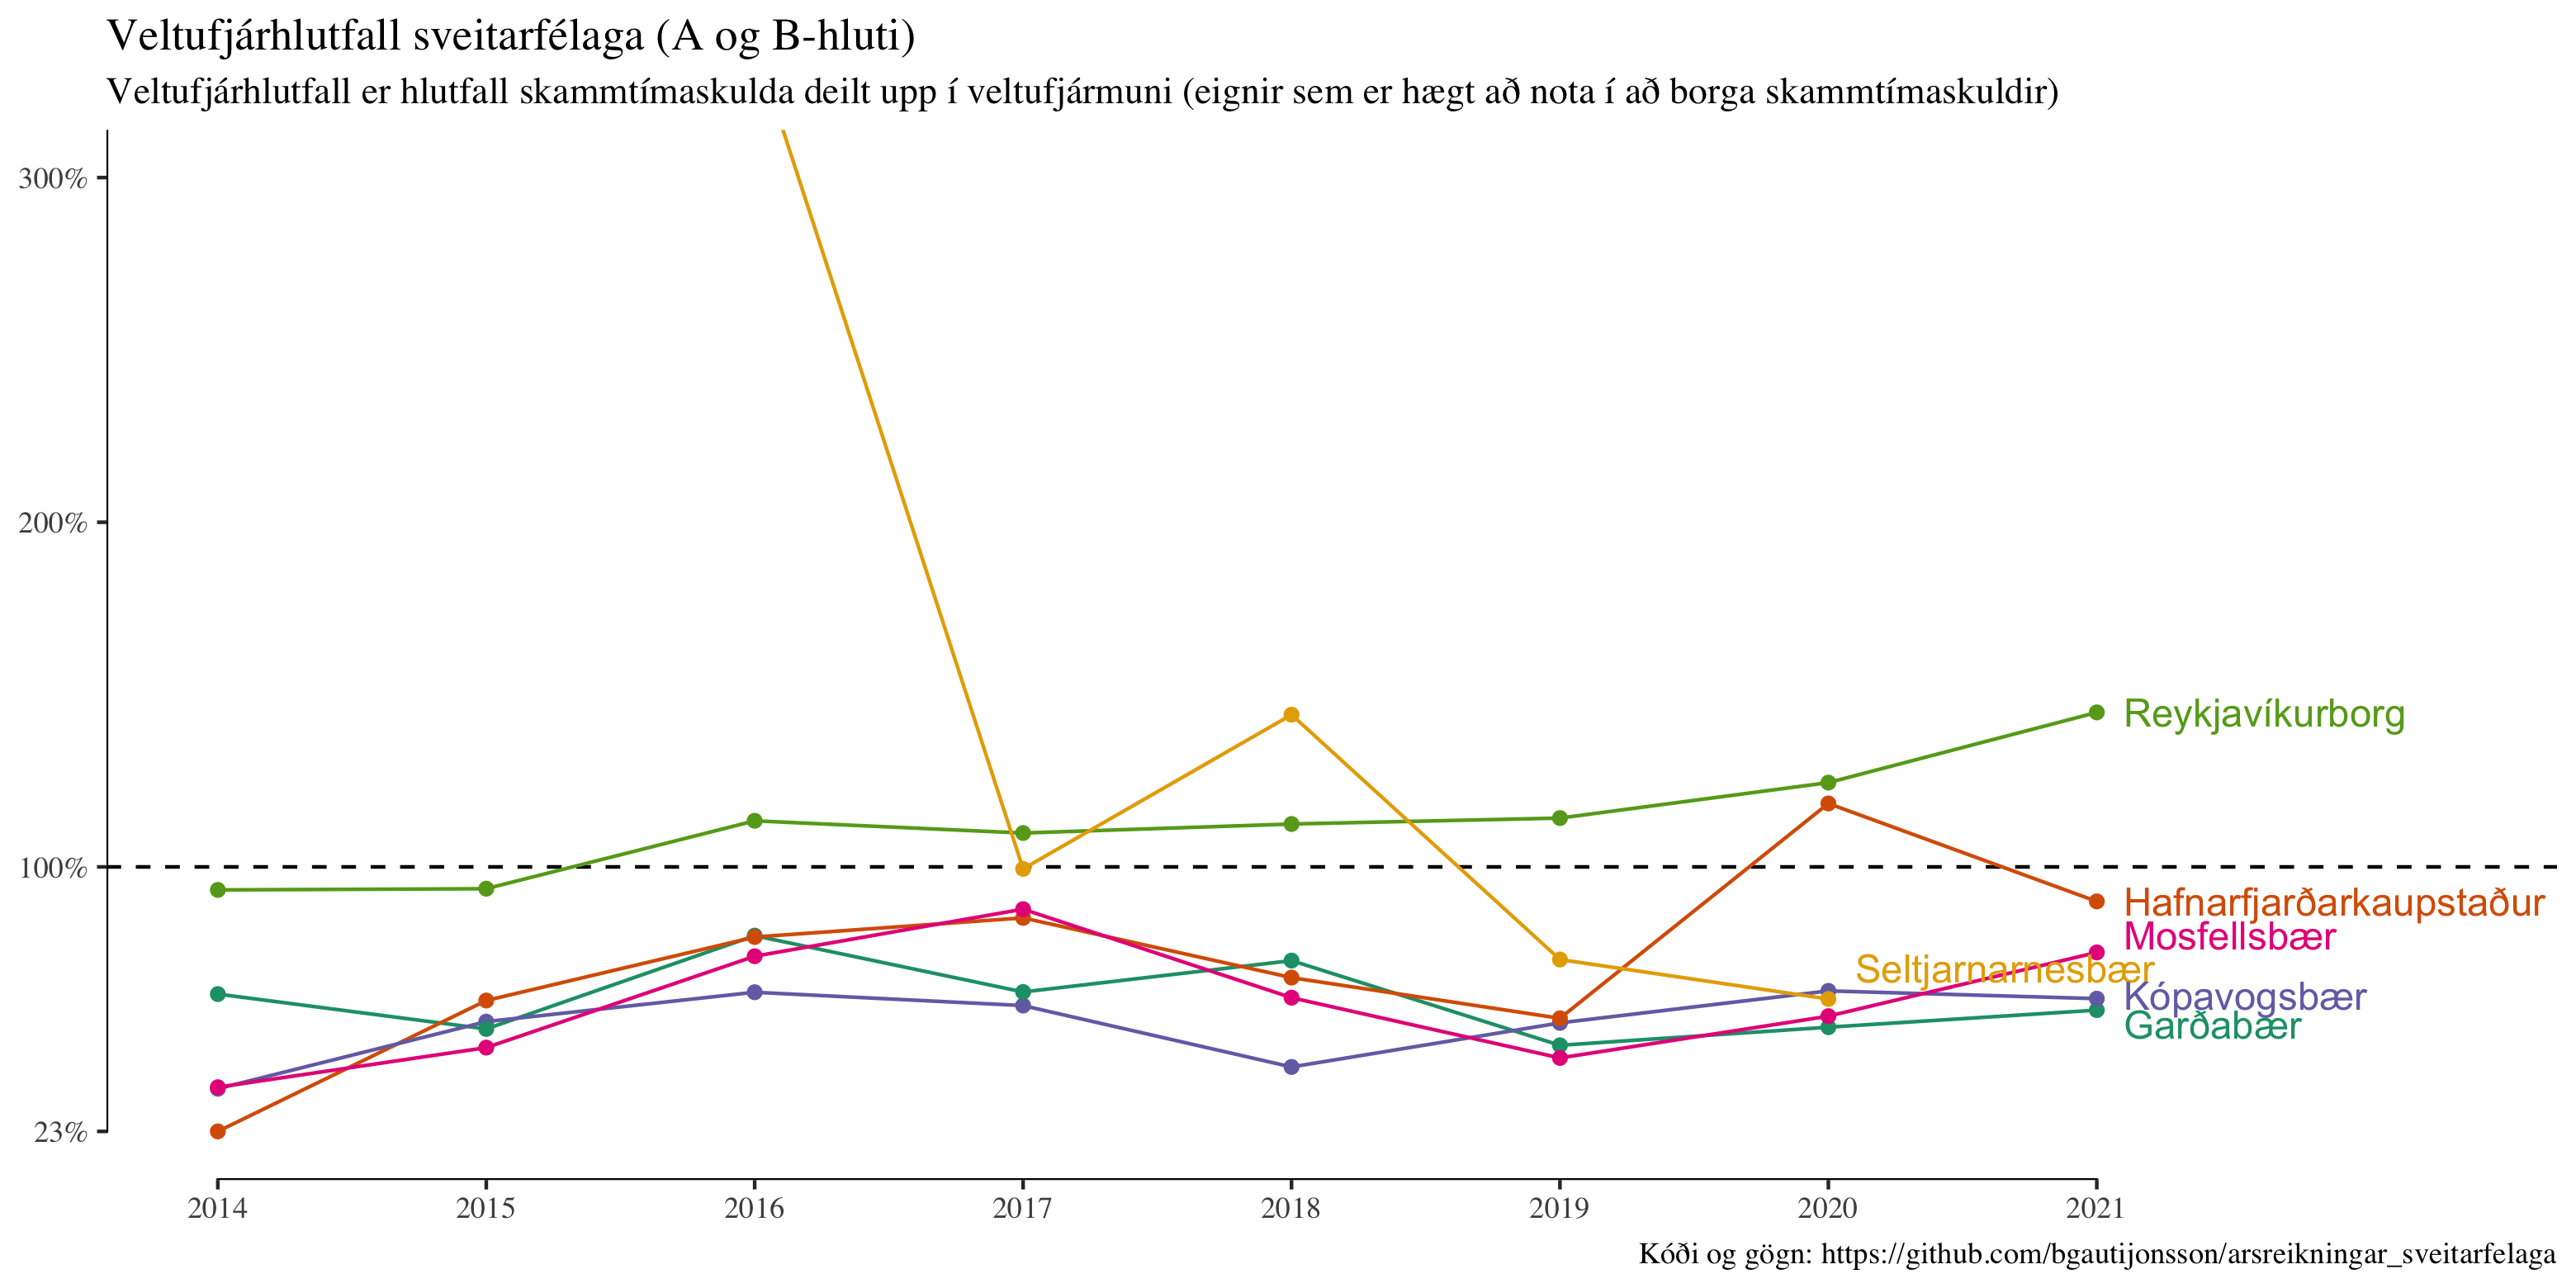 Veltufjárhlutfall sveitarfélaga (A og B-hluti)
Veltufjárhlutfall er hlutfall skammtímaskulda deilt upp í veltufjármuni (eignir sem er hægt að nota í að borga skammtímaskuldir)
300%
200%
100%
23%
Reykjavíkurborg
Hafnarfjarðarkaupstaður
Mosfellsbær
Seltjarnarnesbær
Kópavogsbær
Garðabær
2014 2015 2016 2017 2018 2019 2020 2021
Kóði og gögn: https://github.com/bgautijonsson/arsreikningar_sveitarfelaga